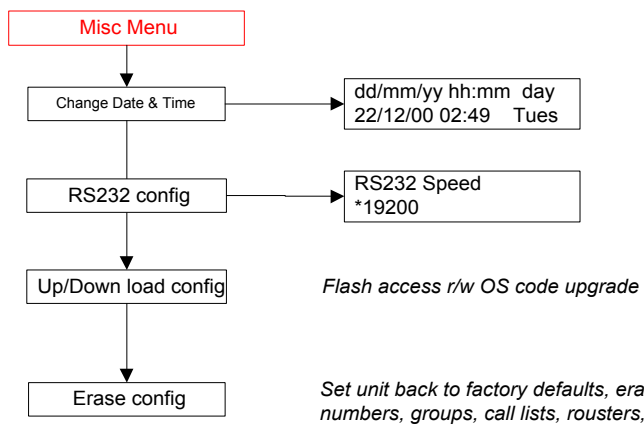 Misc Menu
Change Date & Time
dd/mm/yy hh:mm day
22/12/00 02:49 Tues
RS232 config
RS232 Speed
*19200
Up/Down load config
Flash access r/w OS code upgrade
Erase config
Set unit back to factory defaults, era
numbers, groups, call lists, rousters,